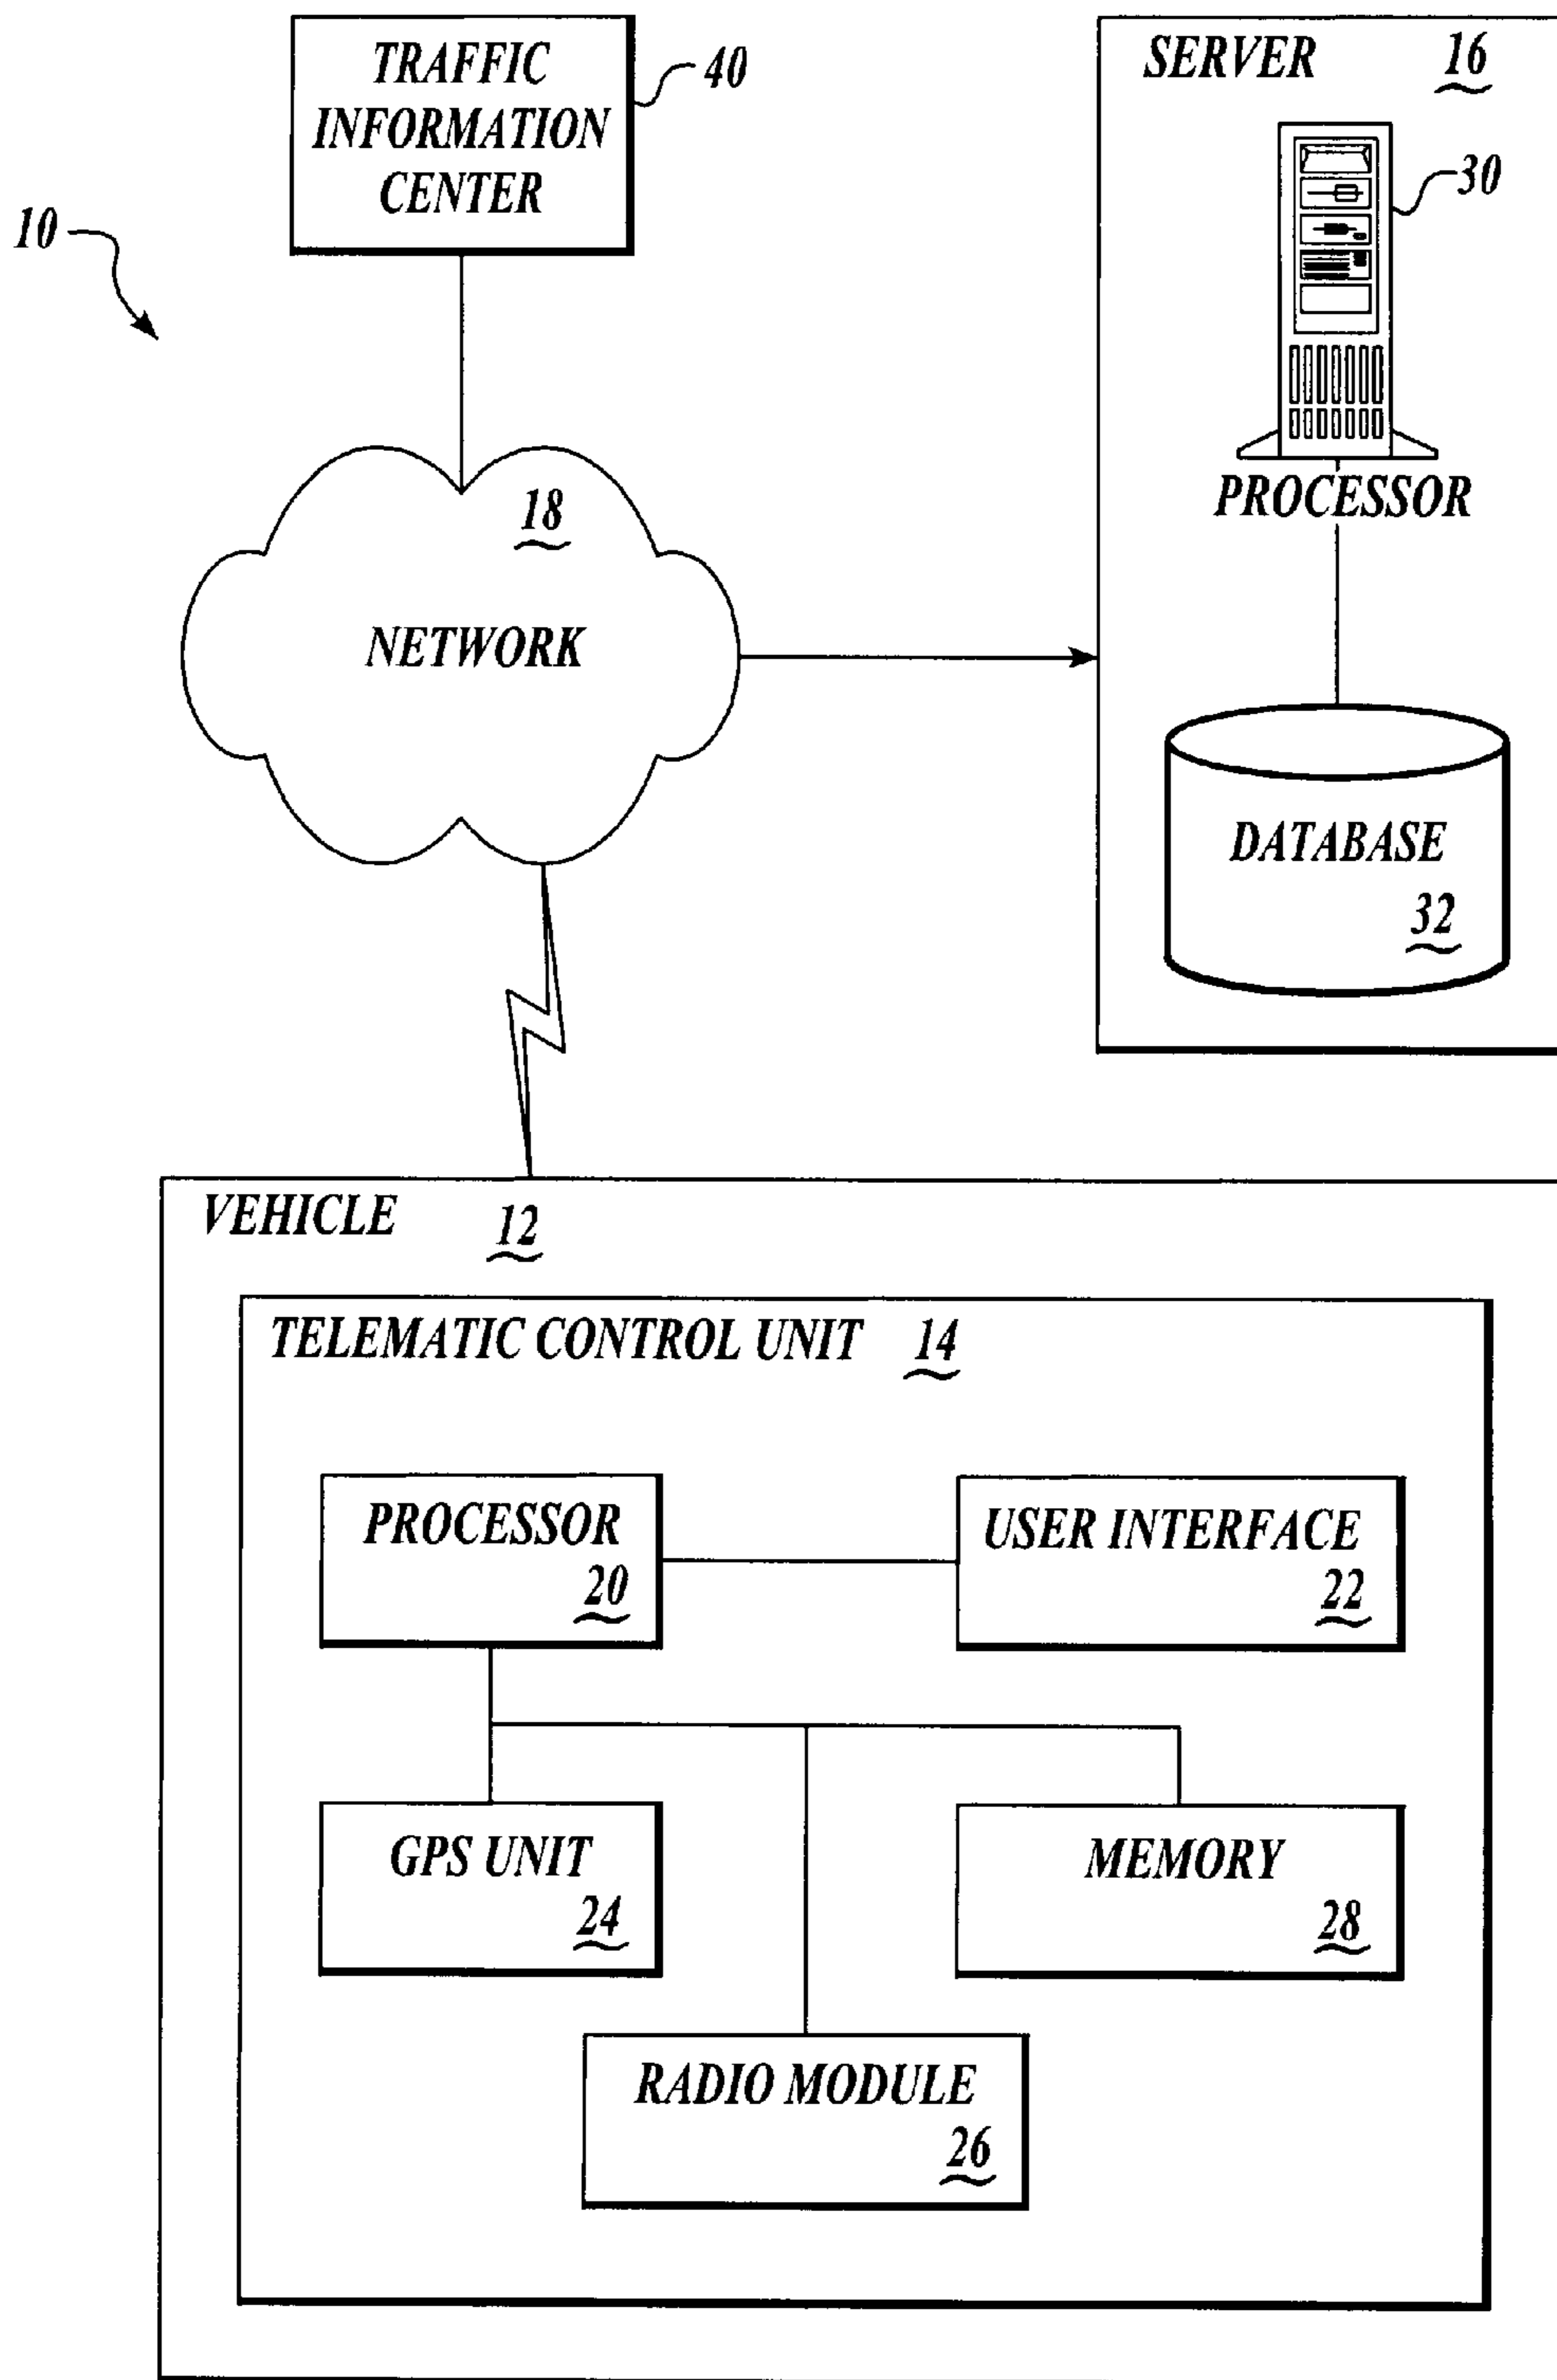 TRAFFIC
INFORMATION
CENTER
40
10
SERVER 16
30
PROCESSOR
DATABASE
32
18
NETWORK
VEHICLE 12
TELEMATIC CONTROL UNIT 14
PROCESSOR
20
USER INTERFACE
22
GPS UNIT
24
MEMORY
28
RADIO MODULE
26